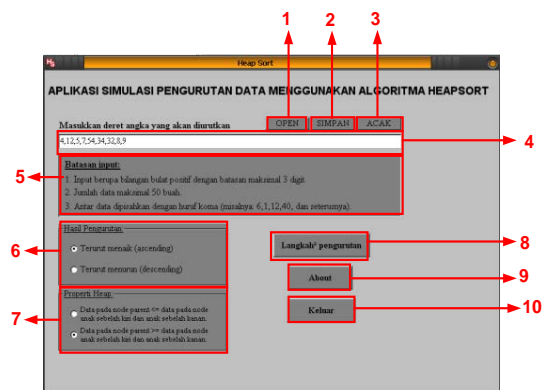 1 2 3
Heap Sort
APLIKASI SIMULASI PENGURUTAN DATA MENGGUNAKAN ALGORITMA HEAPSORT
Masukkan deret angka yang akan diurutkan OPEN SIMPAN ACAK
4,12,5,7,54,34,32,8,9
4
5
Batasan input:
1. Input berupa bilangan bulat positif dengan batasan maksimal 3 digit
2. Jumlah data maksimal 50 buah
3. Antar data dipisahkan dengan huruf koma (misalnya: 6,1,12,40, dan seterusnya)
6
Hasil Pengurutan:
Terurut menaik (ascending)
Terurut menurun (descending)
7
Properti Heap:
Data pada node parent <= data pada node
anak sebelah kiri dan anak sebelah kanan.
Data pada node parent >= data pada node
anak sebelah kiri dan anak sebelah kanan.
Langkah² pengurutan
8
About
9
Keluar
10